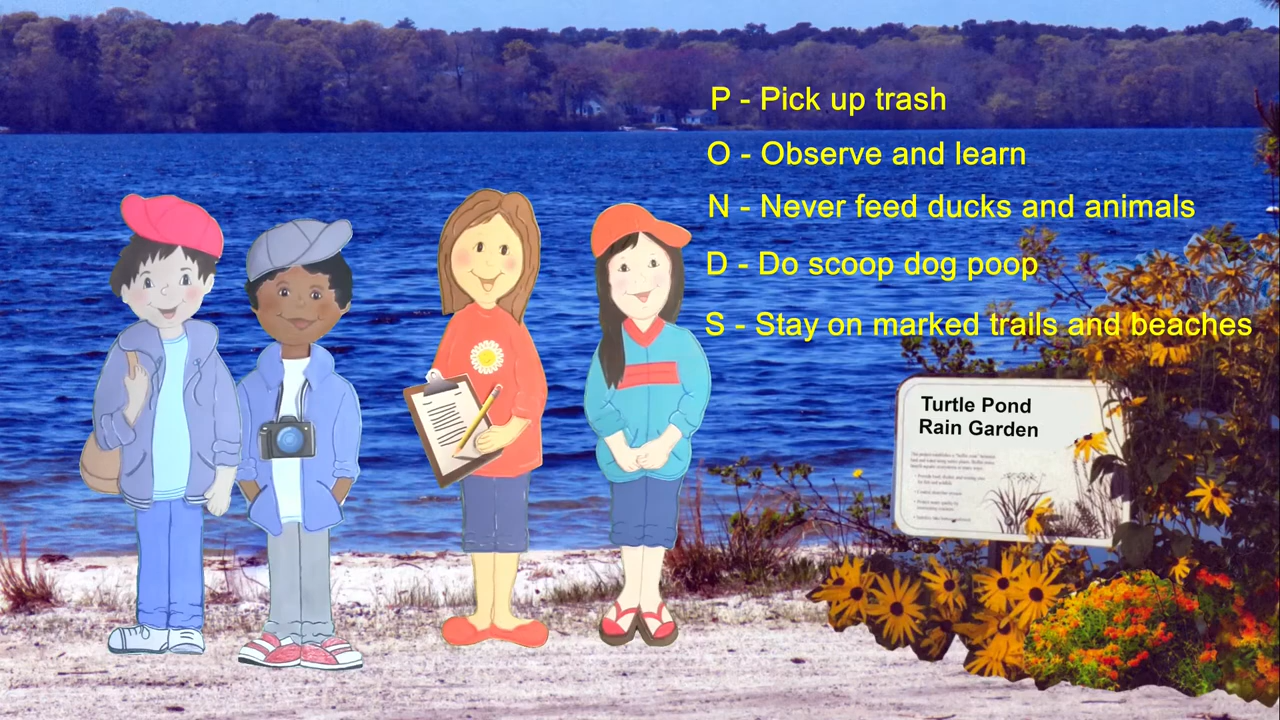 P - Pick up trash
O - Observe and learn
N - Never feed ducks and animals
D - Do scoop dog poop
S - Stay on marked trails and beaches
Turtle Pond
Rain Garden